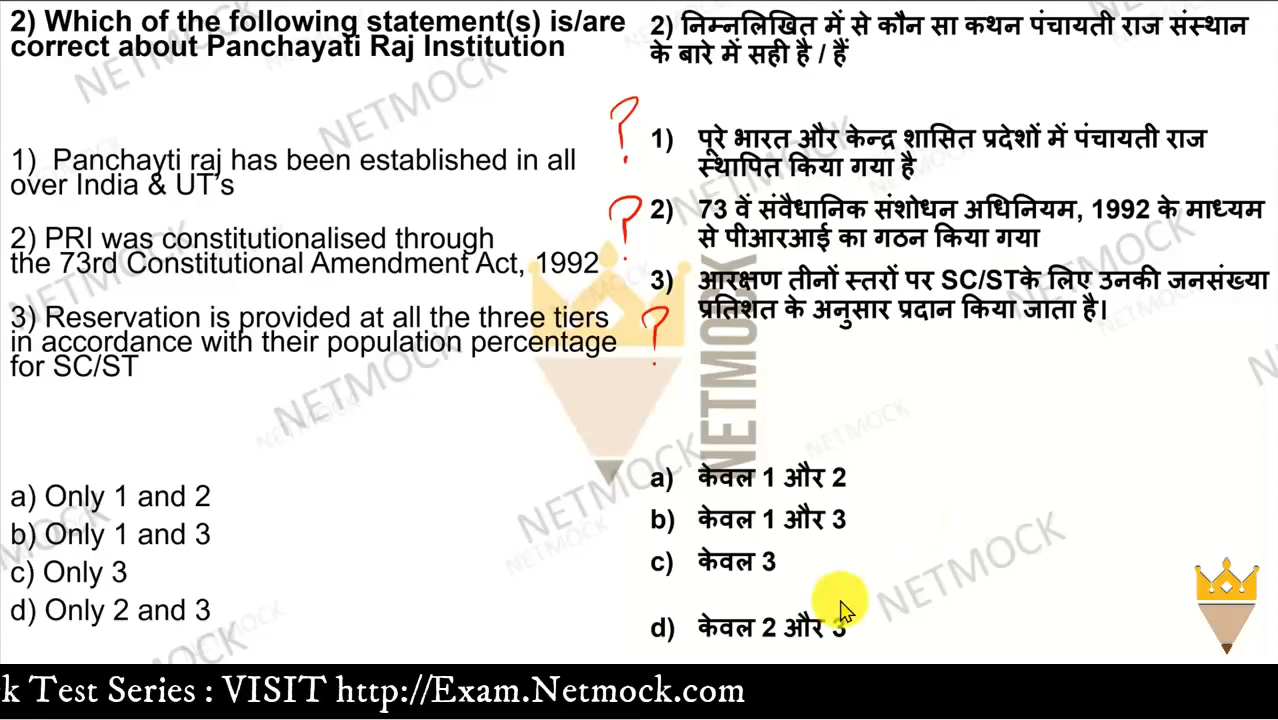 2) Which of the following statement(s) is/are
correct about Panchayati Raj Institution
1) Panchayti raj has been established in all
over India & UT's
2) PRI was constitutionalised through
the 73rd Constitutional Amendment Act, 1992
3) Reservation is provided at all the three tiers
in accordance with their population percentage
for SC/ST
a) Only 1 and 2
b) Only 1 and 3
c) Only 3
d) Only 2 and 3
2) निम्नलिखित में से कौन सा कथन पंचायती राज संस्थान
के बारे में सही है / हैं
1) पूरे भारत और केन्द्र शासित प्रदेशों में पंचायती राज
स्थापित किया गया है
2) 73 वें संवैधानिक संशोधन अधिनियम, 1992 के माध्यम
से पीआरआई का गठन किया गया
3) आरक्षण तीनों स्तरों पर SC/STके लिए उनकी जनसंख्या
प्रतिशत के अनुसार प्रदान किया जाता है।
a) केवल 1 और 2
b) केवल 1 और 3
c) केवल 3
d) केवल 2 और 3
?
?
?
NETMOCK
k Test Series : VISIT http://Exam.Netmock.com